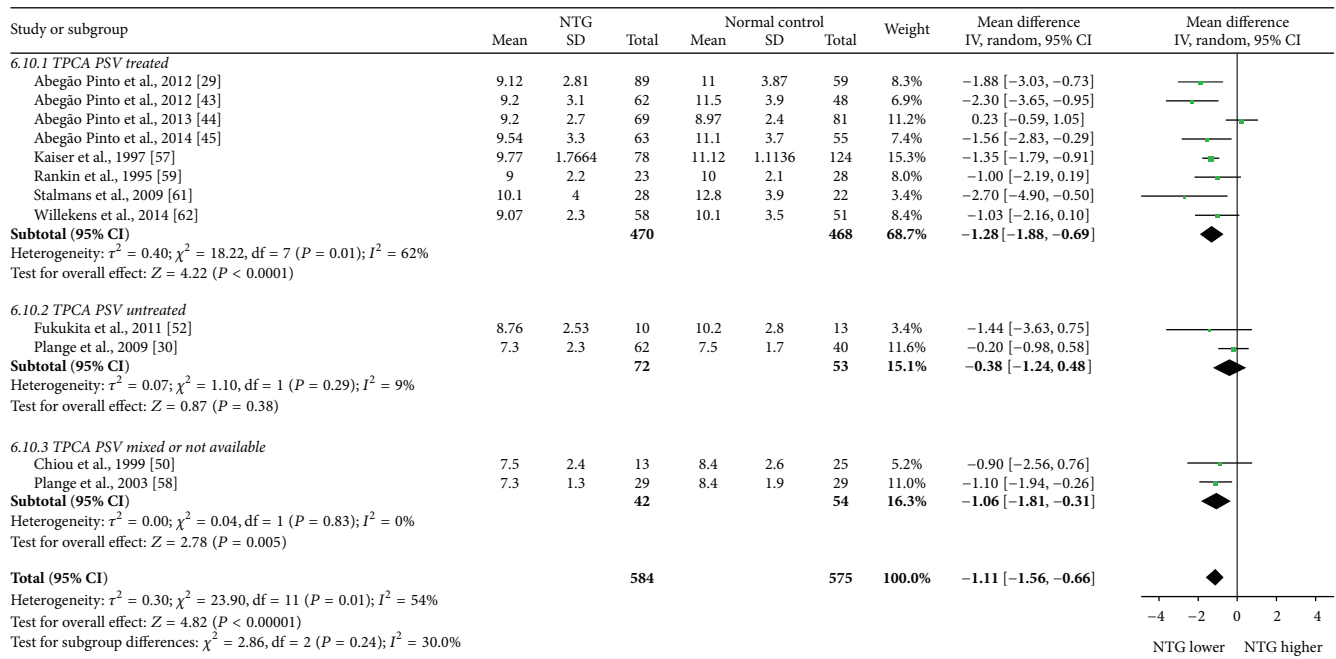 Study or subgroup NTG Normal control Weight Mean difference Mean difference
Mean SD Total Mean SD Total IV, random, 95% CI IV, random, 95% CI
6.10.1 TPCA PSV treated
Abegão Pinto et al., 2012 [29] 9.12 2.81 89 11 3.87 59 8.3% −1.88 [−3.03, −0.73]
Abegão Pinto et al., 2012 [43] 9.2 3.1 62 11.5 3.9 48 6.9% −2.30 [−3.65, −0.95]
Abegão Pinto et al., 2013 [44] 9.2 2.7 69 8.97 2.4 81 11.2% 0.23 [−0.59, 1.05]
Abegão Pinto et al., 2014 [45] 9.54 3.3 63 11.1 3.7 55 7.4% −1.56 [−2.83, −0.29]
Kaiser et al., 1997 [57] 9.77 1.7664 78 11.12 1.1136 124 15.3% −1.35 [−1.79, −0.91]
Rankin et al., 1995 [59] 9 2.2 23 10 2.1 28 8.0% −1.00 [−2.19, 0.19]
Stalmans et al., 2009 [61] 10.1 4 28 12.8 3.9 22 3.4% −2.70 [−4.90, −0.50]
Willekens et al., 2014 [62] 9.07 2.3 58 10.1 3.5 51 8.4% −1.03 [−2.16, 0.10]
Subtotal (95% CI) 470 468 68.7% −1.28 [−1.88, −0.69]
Heterogeneity: τ² = 0.40; χ² = 18.22, df = 7 (P = 0.01); I² = 62%
Test for overall effect: Z = 4.22 (P < 0.0001)
6.10.2 TPCA PSV untreated
Fukukita et al., 2011 [52] 8.76 2.53 10 10.2 2.8 13 3.4% −1.44 [−3.63, 0.75]
Plange et al., 2009 [30] 7.3 2.3 62 7.5 1.7 40 11.6% −0.20 [−0.98, 0.58]
Subtotal (95% CI) 72 53 15.1% −0.38 [−1.24, 0.48]
Heterogeneity: τ² = 0.07; χ² = 1.10, df = 1 (P = 0.29); I² = 9%
Test for overall effect: Z = 0.87 (P = 0.38)
6.10.3 TPCA PSV mixed or not available
Chiou et al., 1999 [50] 7.5 2.4 13 8.4 2.6 25 5.2% −0.90 [−2.56, 0.76]
Plange et al., 2003 [58] 7.3 1.3 29 8.4 1.9 29 11.0% −1.10 [−1.94, −0.26]
Subtotal (95% CI) 42 54 16.3% −1.06 [−1.81, −0.31]
Heterogeneity: τ² = 0.00; χ² = 0.04, df = 1 (P = 0.83); I² = 0%
Test for overall effect: Z = 2.78 (P = 0.005)
Total (95% CI) 584 575 100.0% −1.11 [−1.56, −0.66]
Heterogeneity: τ² = 0.30; χ² = 23.90, df = 11 (P = 0.01); I² = 54%
Test for overall effect: Z = 4.82 (P < 0.00001)
Test for subgroup differences: χ² = 2.86, df = 2 (P = 0.24); I² = 30.0%
−4 −2 0 2 4
NTG lower NTG higher